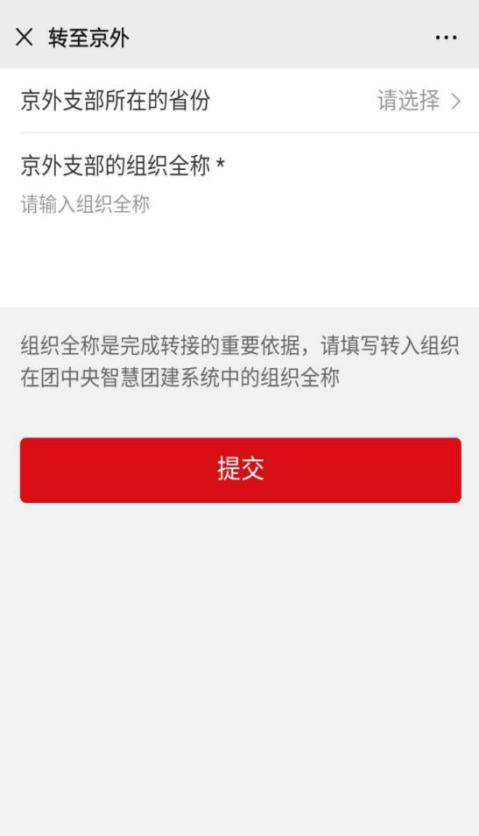 转至京外
京外支部所在的省份 请选择
京外支部的组织全称 *
请输入组织全称
组织全称是完成转接的重要依据，请填写转入组织
在团中央智慧团建系统中的组织全称
提交